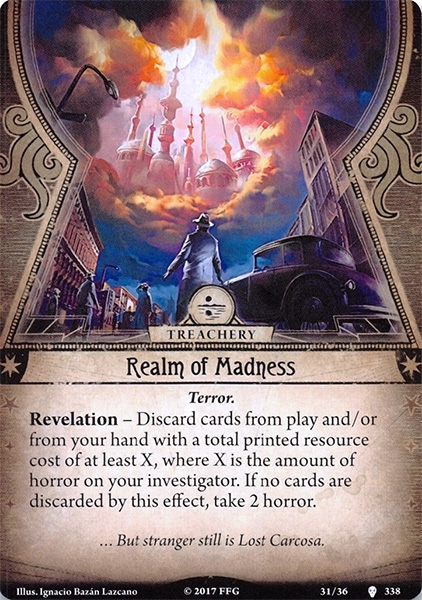 TREACHERY
Realm of Madness
Terror.
Revelation – Discard cards from play and/or
from your hand with a total printed resource
cost of at least X, where X is the amount of
horror on your investigator. If no cards are
discarded by this effect, take 2 horror.
… But stranger still is Lost Carcosa.
Illus. Ignacio Bazán Lazcano © 2017 FFG 31/36 338